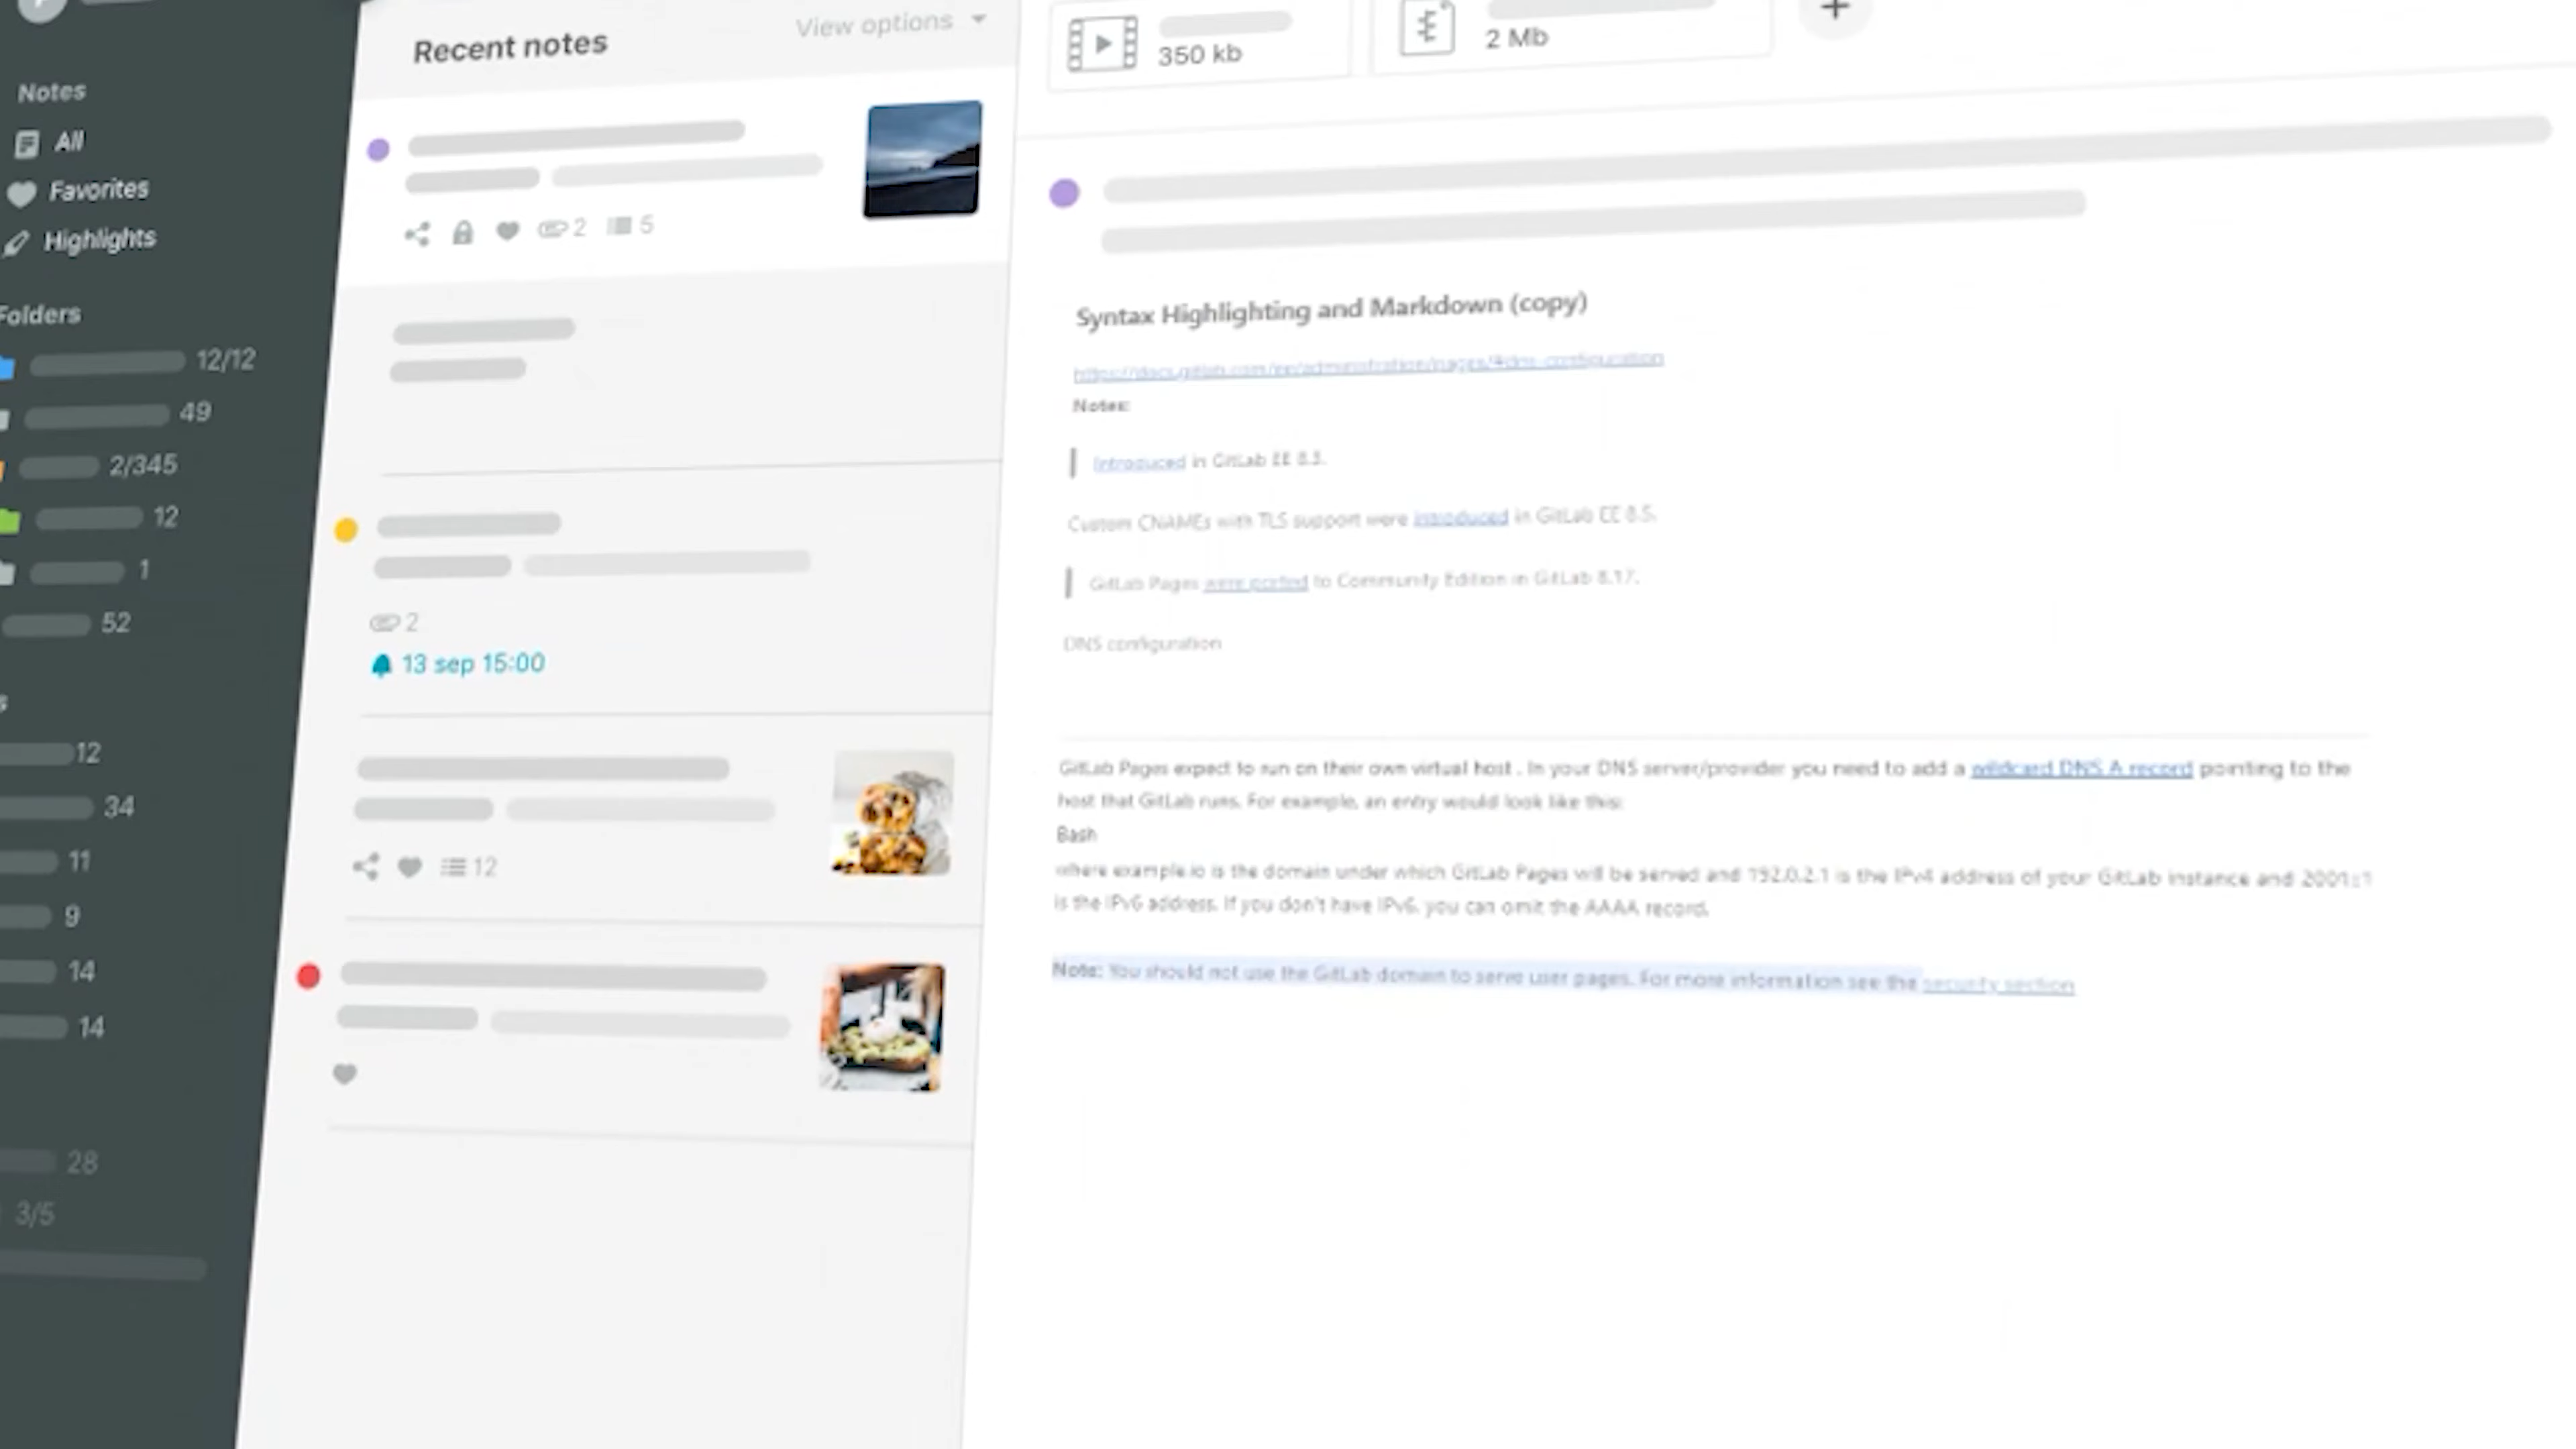 Notes
All
Favorites
Highlights
Folders
12/12
49
2/345
12
1
52
12
34
11
9
14
14
28
3/5
Recent notes
View options
2
5
2
13 sep 15:00
12
350 kb
2 Mb
+
Syntax Highlighting and Markdown (copy)
https://docs.gitlab.com/ee/administration/pages/#dns-configuration
Notes:
Introduced in GitLab EE 8.3.
Custom CNAMEs with TLS support were introduced in GitLab EE 8.5.
GitLab Pages were ported to Community Edition in GitLab 8.17.
DNS configuration
GitLab Pages expect to run on their own virtual host . In your DNS server/provider you need to add a wildcard DNS A record pointing to the
host that GitLab runs. For example, an entry would look like this:
Bash
where example.io is the domain under which GitLab Pages will be served and 192.0.2.1 is the IPv4 address of your GitLab instance and 2001::1
is the IPv6 address. If you don't have IPv6, you can omit the AAAA record.
Note: You should not use the GitLab domain to serve user pages. For more information see the security section